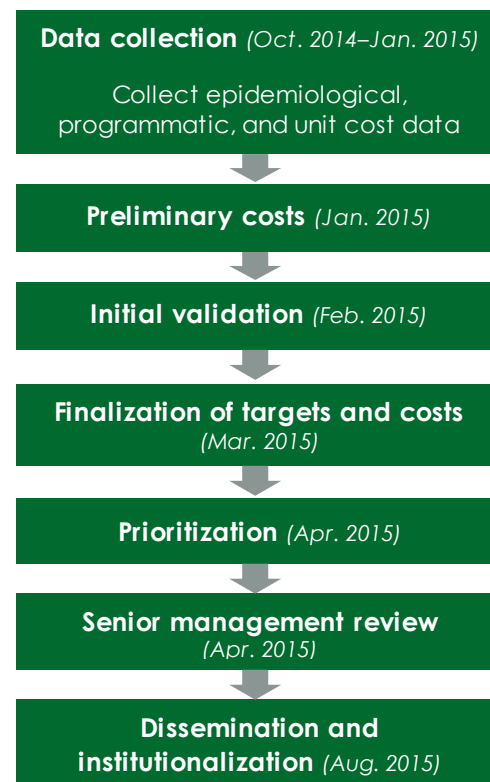 Data collection (Oct. 2014–Jan. 2015)
Collect epidemiological,
programmatic, and unit cost data
Preliminary costs (Jan. 2015)
Initial validation (Feb. 2015)
Finalization of targets and costs
(Mar. 2015)
Prioritization (Apr. 2015)
Senior management review
(Apr. 2015)
Dissemination and
institutionalization (Aug. 2015)